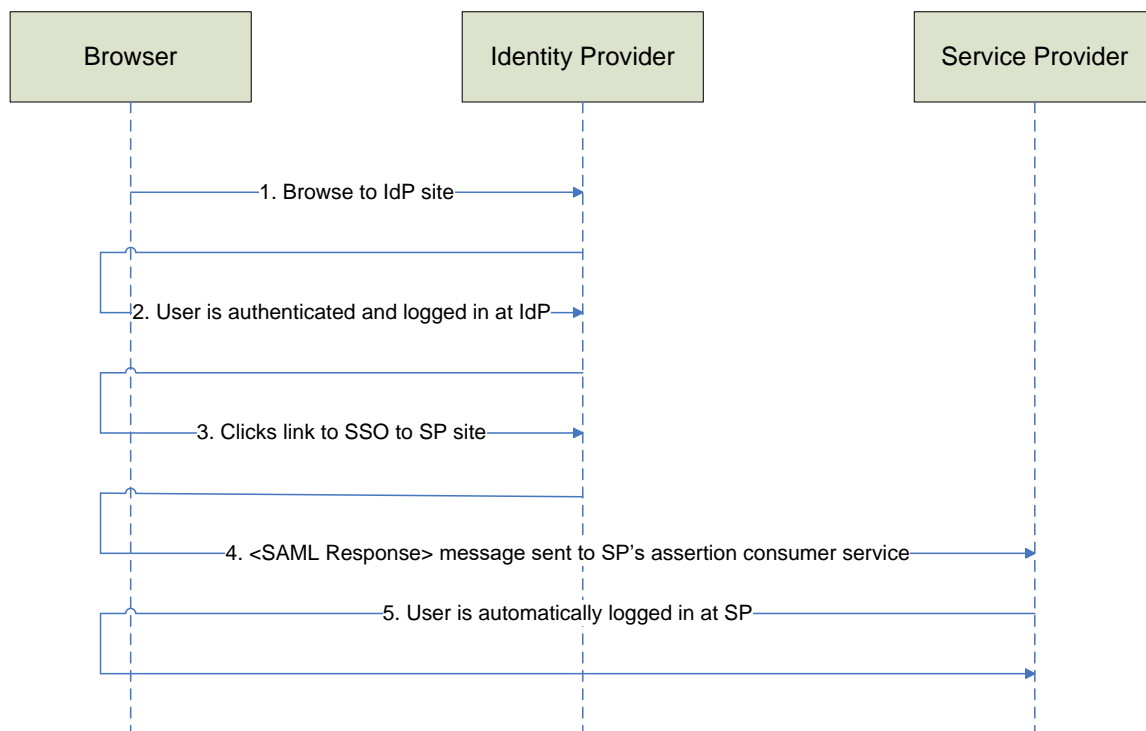 Browser
Identity Provider
Service Provider
1. Browse to IdP site
2. User is authenticated and logged in at IdP
3. Clicks link to SSO to SP site
4. <SAML Response> message sent to SP’s assertion consumer service
5. User is automatically logged in at SP